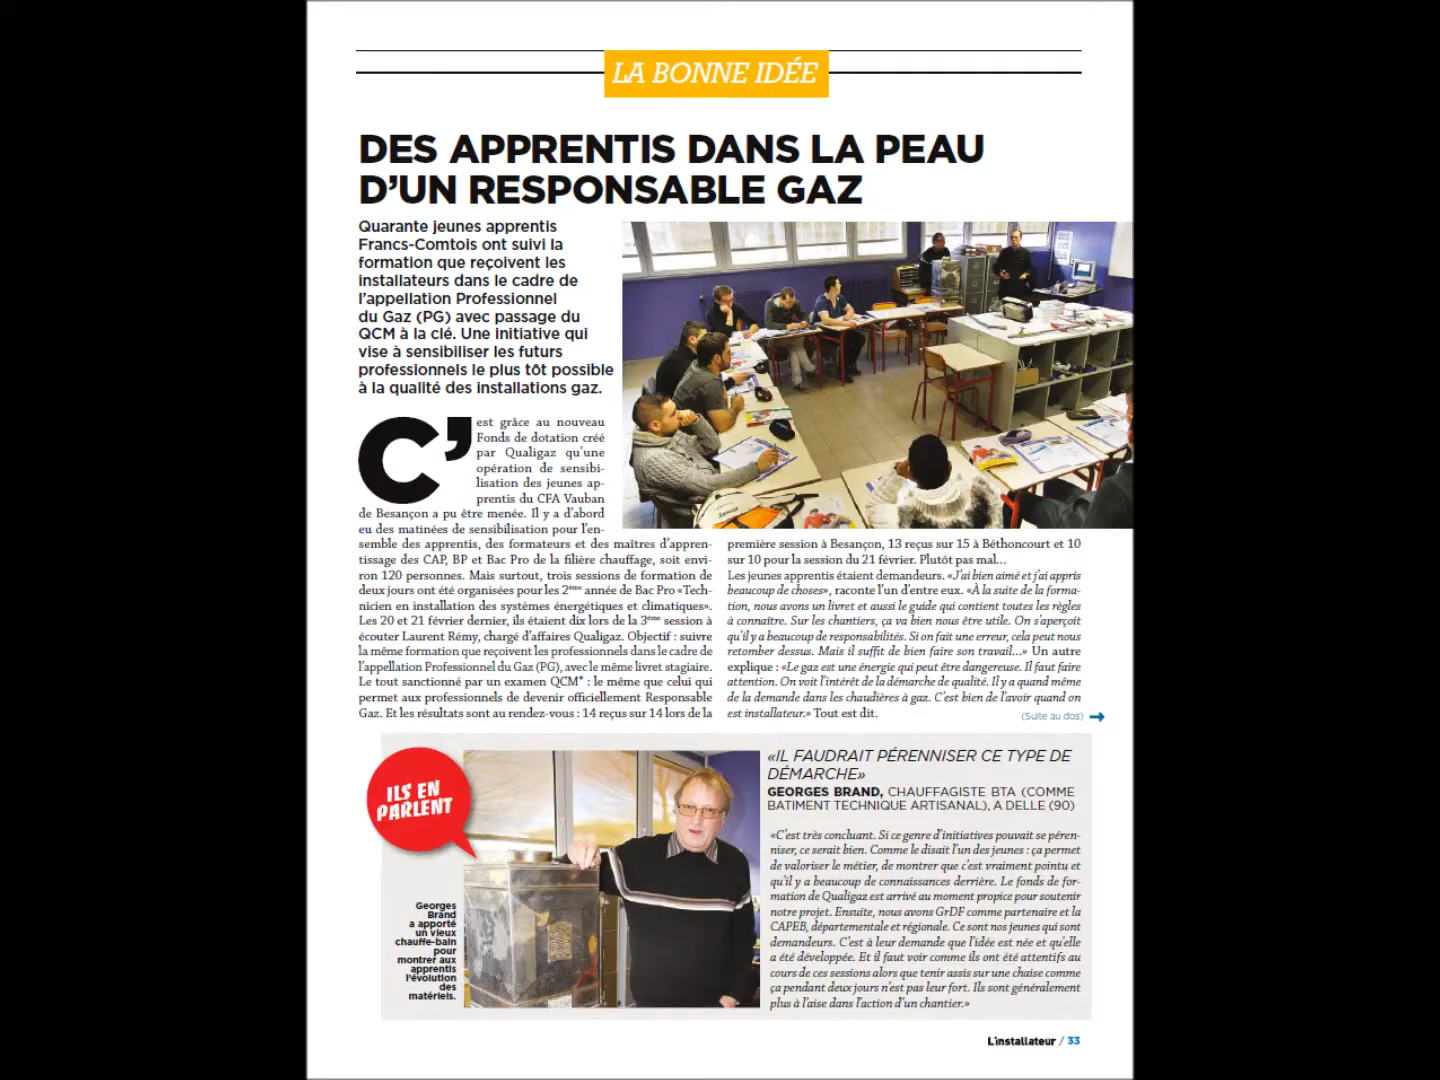 LA BONNE IDÉE
DES APPRENTIS DANS LA PEAU
D'UN RESPONSABLE GAZ
Quarante jeunes apprentis
Francs-Comtois ont suivi la
formation que reçoivent les
installateurs dans le cadre de
l'appellation Professionnel
du Gaz (PG) avec passage du
QCM à la clé. Une initiative qui
vise à sensibiliser les futurs
professionnels le plus tôt possible
à la qualité des installations gaz.
C'est grâce au nouveau
Fonds de dotation créé
par Qualigaz qu'une
opération de sensibi-
lisation des jeunes ap-
prentis du CFA Vauban
de Besançon a pu être menée. Il y a d'abord
eu des matinées de sensibilisation pour l'en-
semble des apprentis, des formateurs et des maîtres d'appren-
tissage des CAP, BP et Bac Pro de la filière chauffage, soit envi-
ron 120 personnes. Mais surtout, trois sessions de formation de
deux jours ont été organisées pour les 2ème année de Bac Pro «Tech-
nicien en installation des systèmes énergétiques et climatiques».
Les 20 et 21 février dernier, ils étaient dix lors de la 3ème session à
écouter Laurent Rémy, chargé d'affaires Qualigaz. Objectif : suivre
la même formation que reçoivent les professionnels dans le cadre de
l'appellation Professionnel du Gaz (PG), avec le même livret stagiaire.
Le tout sanctionné par un examen QCM* : le même que celui qui
permet aux professionnels de devenir officiellement Responsable
Gaz. Et les résultats sont au rendez-vous : 14 reçus sur 14 lors de la
première session à Besançon, 13 reçus sur 15 à Béthoncourt et 10
sur 10 pour la session du 21 février. Plutôt pas mal...
Les jeunes apprentis étaient demandeurs. «J'ai bien aimé et j'ai appris
beaucoup de choses», raconte l'un d'entre eux. «À la suite de la forma-
tion, nous avons un livret et aussi le guide qui contient toutes les règles
à connaître. Sur les chantiers, ça va bien nous être utile. On s'aperçoit
qu'il y a beaucoup de responsabilités. Si on fait une erreur, cela peut nous
retomber dessus. Mais il suffit de bien faire son travail...» Un autre
explique : «Le gaz est une énergie qui peut être dangereuse. Il faut faire
attention. On voit l'intérêt de la démarche de qualité. Il y a quand même
de la demande dans les chaudières à gaz. C'est bien de l'avoir quand on
est installateur.» Tout est dit.
(Suite au dos)
ILS EN
PARLENT
Georges
Brand
a apporté
un vieux
chauffe-bain
pour
montrer aux
apprentis
l'évolution
des
matériels.
«IL FAUDRAIT PÉRENNISER CE TYPE DE
DÉMARCHE»
GEORGES BRAND, CHAUFFAGISTE BTA (COMME
BATIMENT TECHNIQUE ARTISANAL), A DELLE (90)
«C'est très concluant. Si ce genre d'initiatives pouvait se péren-
niser, ce serait bien. Comme le disait l'un des jeunes : ça permet
de valoriser le métier, de montrer que c'est vraiment pointu et
qu'il y a beaucoup de connaissances derrière. Le fonds de for-
mation de Qualigaz est arrivé au moment propice pour soutenir
notre projet. Ensuite, nous avons GrDF comme partenaire et la
CAPEB, départementale et régionale. Ce sont nos jeunes qui sont
demandeurs. C'est à leur demande que l'idée est née et qu'elle
a été développée. Et il faut voir comme ils ont été attentifs au
cours de ces sessions alors que tenir assis sur une chaise comme
ça pendant deux jours n'est pas leur fort. Ils sont généralement
plus à l'aise dans l'action d'un chantier.»
L'installateur / 33